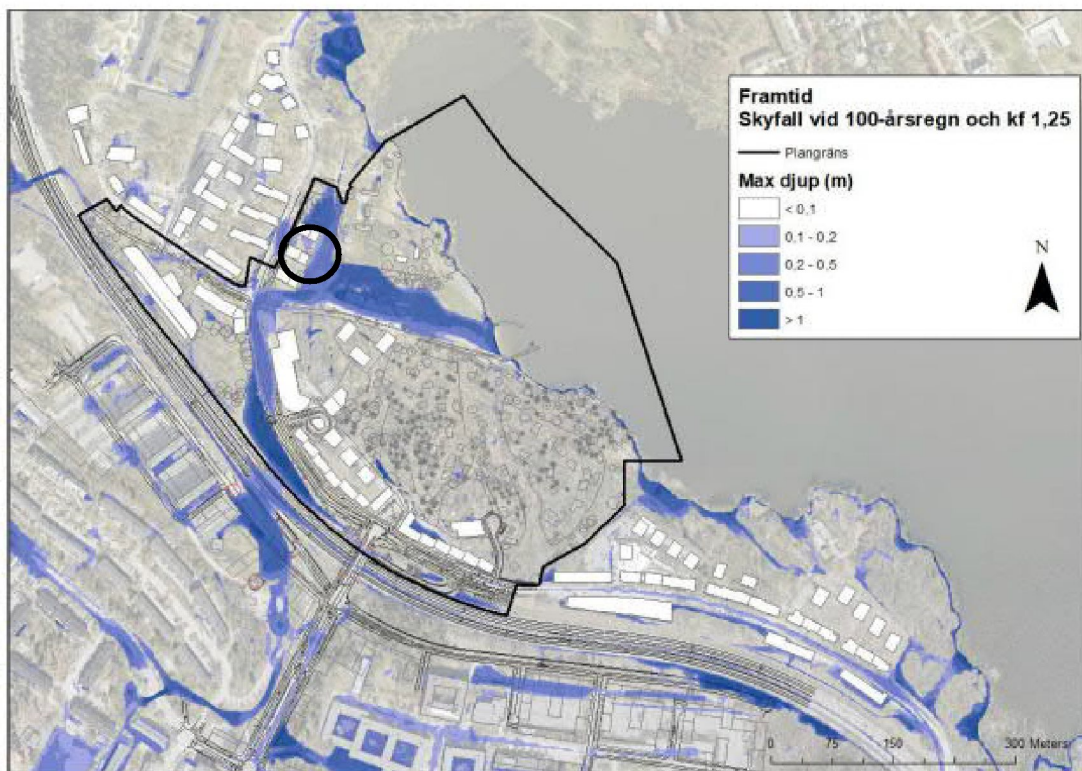 Framtid
Skyfall vid 100-årsregn och kf 1,25
Plangräns
Max djup (m)
< 0,1
0,1 - 0,2
0,2 - 0,5
0,5 - 1
> 1
N
0 75 150 300 Meters